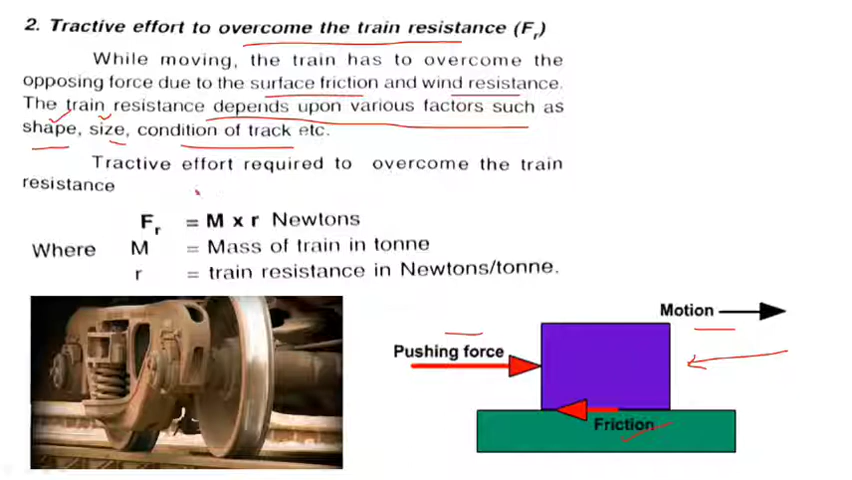 2. Tractive effort to overcome the train resistance (Fr)
While moving, the train has to overcome the
opposing force due to the surface friction and wind resistance.
The train resistance depends upon various factors such as
shape, size, condition of track etc.
Tractive effort required to overcome the train
resistance
Fr = M x r Newtons
Where M = Mass of train in tonne
r = train resistance in Newtons/tonne.
Motion
Pushing force
Friction